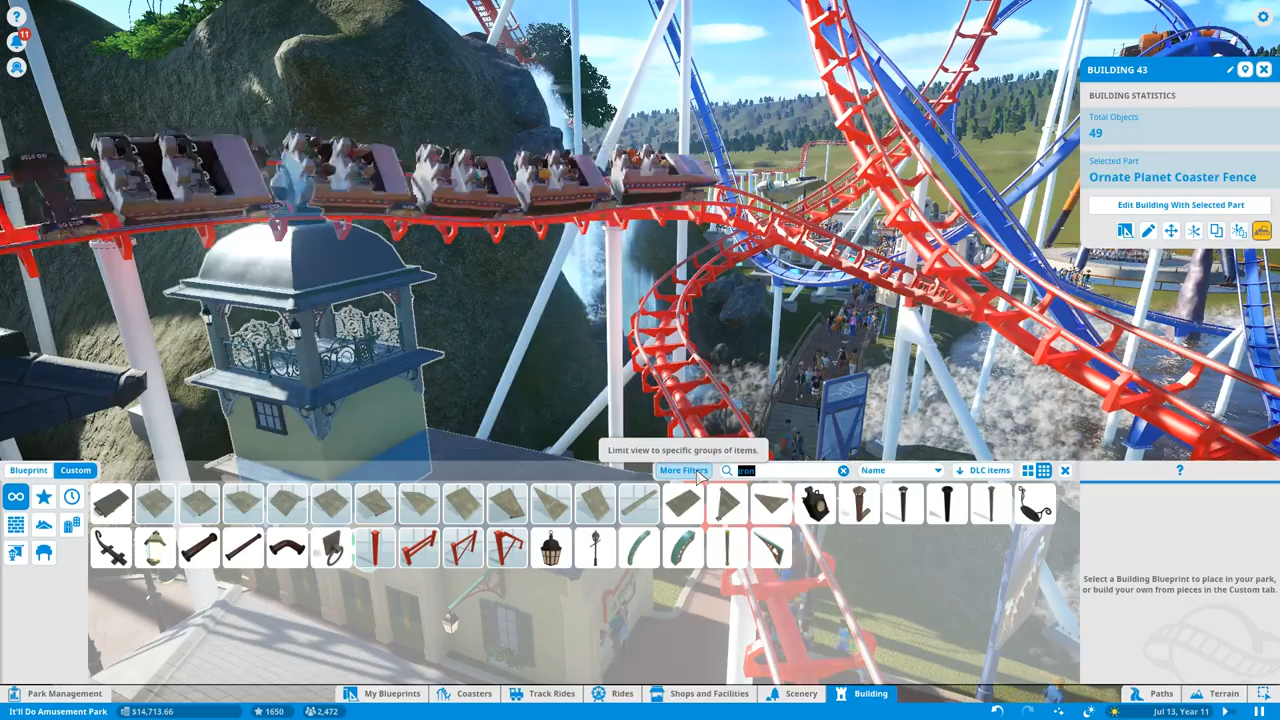 ?
11
BUILDING 43
BUILDING STATISTICS
Total Objects
49
Selected Part
Ornate Planet Coaster Fence
Edit Building With Selected Part
Limit view to specific groups of items.
Blueprint
Custom
More Filters
iron
Name
DLC items
?
Select a Building Blueprint to place in your park,
or build your own from pieces in the Custom tab.
Park Management
My Blueprints
Coasters
Track Rides
Rides
Shops and Facilities
Scenery
Building
Paths
Terrain
It'll Do Amusement Park
$14,713.66
1650
2,472
Jul 13, Year 11